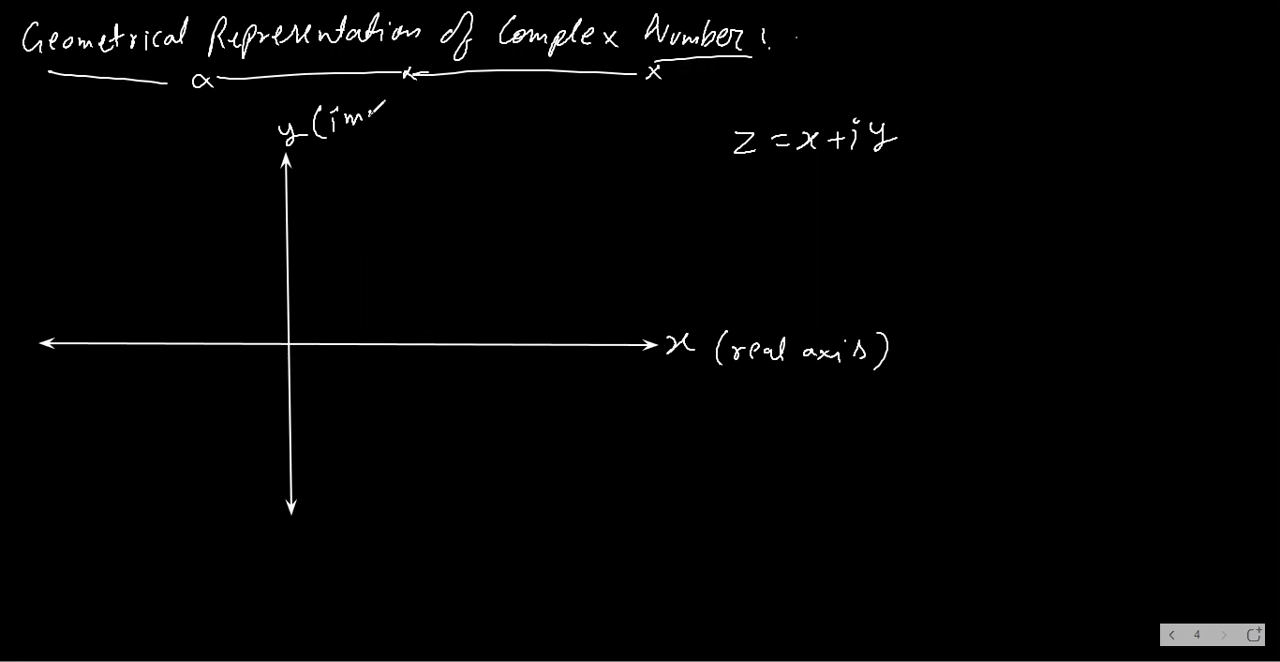 Geometrical Representation of Complex Number:
y (im
z = x + iy
x (real axis)
4